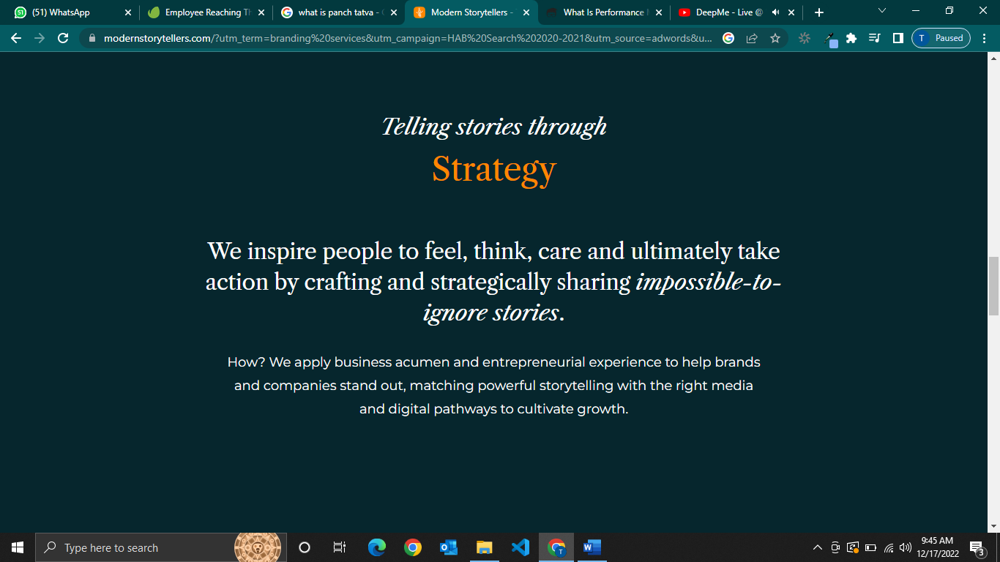 (51) WhatsApp
Employee Reaching Th
what is panch tatva - G
Modern Storytellers -
What Is Performance M
DeepMe - Live @
modernstorytellers.com/?utm_term=branding%20services&utm_campaign=HAB%20Search%202020-2021&utm_source=adwords&u...
T Paused
Telling stories through
Strategy
We inspire people to feel, think, care and ultimately take
action by crafting and strategically sharing impossible-to-
ignore stories.
How? We apply business acumen and entrepreneurial experience to help brands
and companies stand out, matching powerful storytelling with the right media
and digital pathways to cultivate growth.
Type here to search
9:45 AM
12/17/2022
3